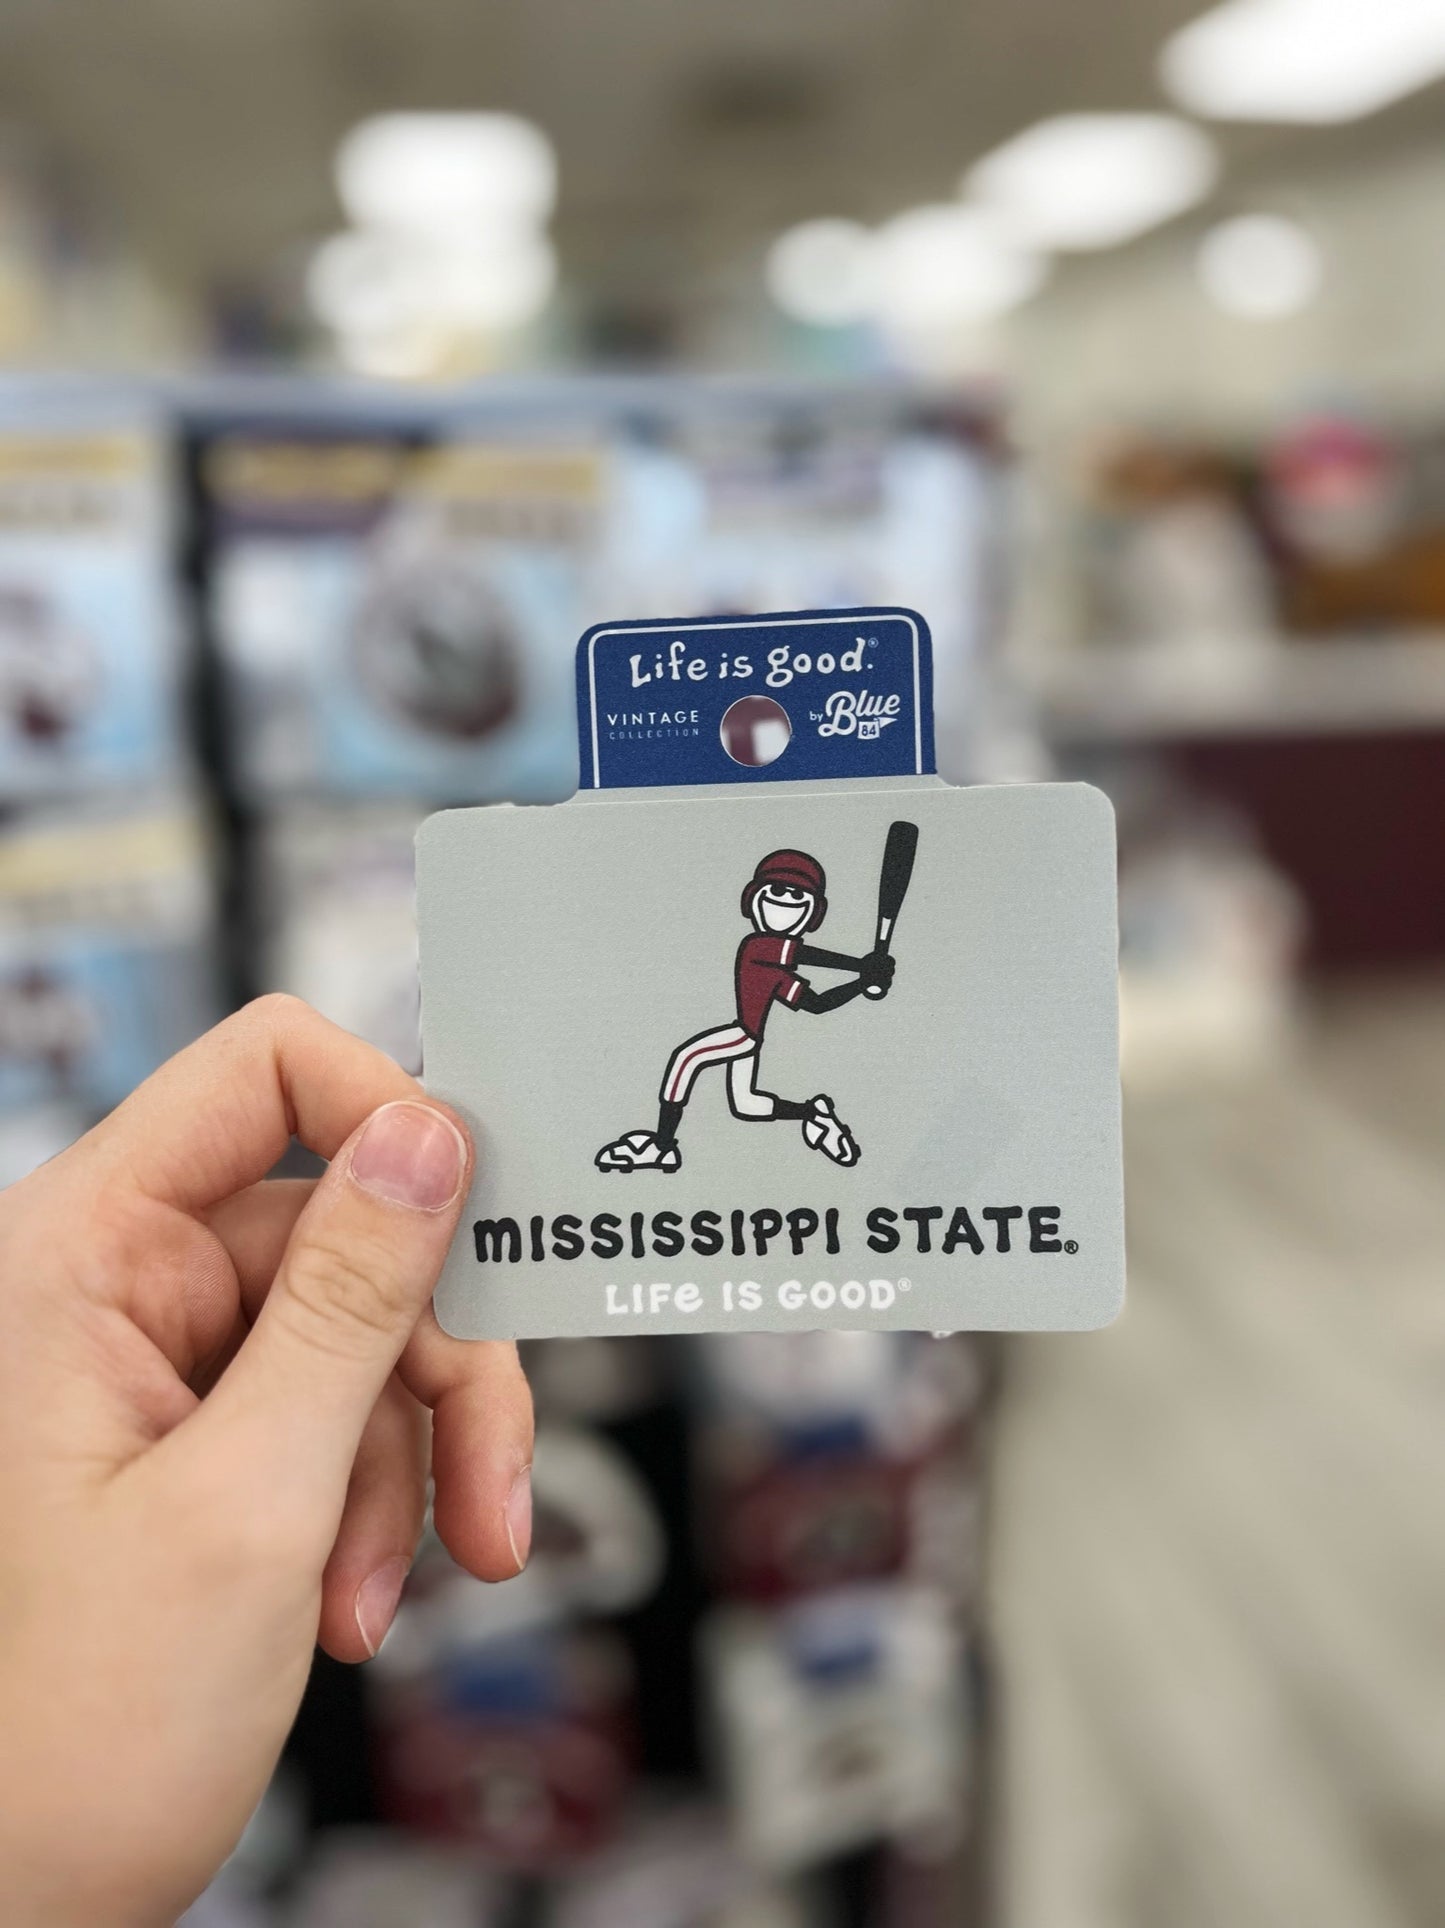 Life is good.®
VINTAGE
COLLECTION
by Blue
84
MISSISSIPPI STATE®
LIFe IS GOOD®